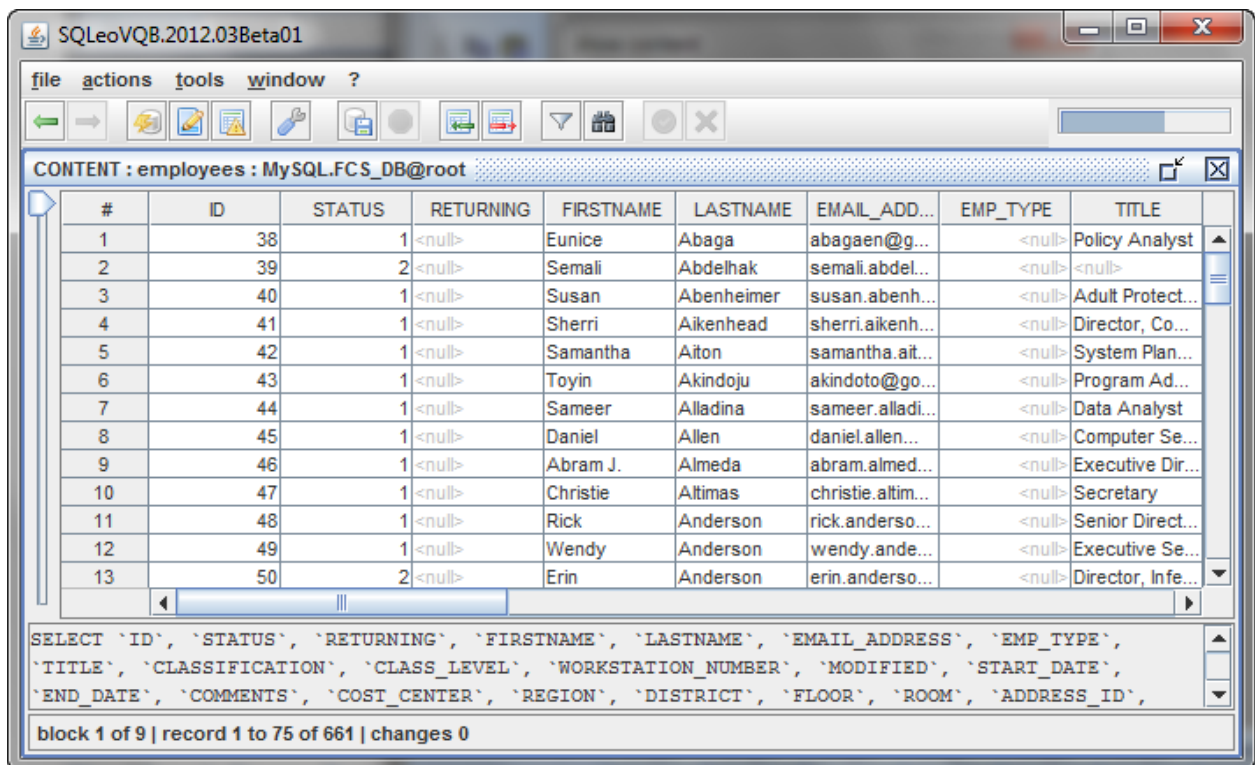 SQLeoVQB.2012.03Beta01
file actions tools window ?
CONTENT : employees : MySQL.FCS_DB@root
# ID STATUS RETURNING FIRSTNAME LASTNAME EMAIL_ADD... EMP_TYPE TITLE
1 38 1 <null> Eunice Abaga abagaen@g... <null> Policy Analyst
2 39 2 <null> Semali Abdelhak semali.abdel... <null> <null>
3 40 1 <null> Susan Abenheimer susan.abenh... <null> Adult Protect...
4 41 1 <null> Sherri Aikenhead sherri.aikenh... <null> Director, Co...
5 42 1 <null> Samantha Aiton samantha.ait... <null> System Plan...
6 43 1 <null> Toyin Akindoju akindoto@go... <null> Program Ad...
7 44 1 <null> Sameer Alladina sameer.alladi... <null> Data Analyst
8 45 1 <null> Daniel Allen daniel.allen... <null> Computer Se...
9 46 1 <null> Abram J. Almeda abram.almed... <null> Executive Dir...
10 47 1 <null> Christie Altimas christie.altim... <null> Secretary
11 48 1 <null> Rick Anderson rick.anderso... <null> Senior Direct...
12 49 1 <null> Wendy Anderson wendy.ande... <null> Executive Se...
13 50 2 <null> Erin Anderson erin.anderso... <null> Director, Infe...
SELECT `ID`, `STATUS`, `RETURNING`, `FIRSTNAME`, `LASTNAME`, `EMAIL_ADDRESS`, `EMP_TYPE`,
`TITLE`, `CLASSIFICATION`, `CLASS_LEVEL`, `WORKSTATION_NUMBER`, `MODIFIED`, `START_DATE`,
`END_DATE`, `COMMENTS`, `COST_CENTER`, `REGION`, `DISTRICT`, `FLOOR`, `ROOM`, `ADDRESS_ID`,
block 1 of 9 | record 1 to 75 of 661 | changes 0